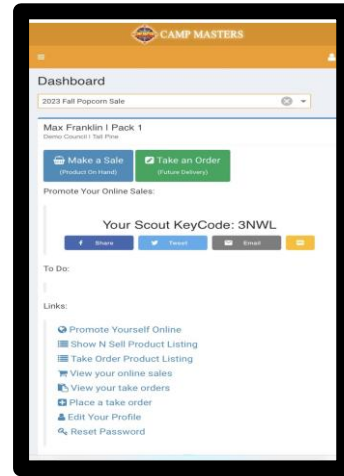 CAMP MASTERS
Dashboard
2023 Fall Popcorn Sale
Max Franklin | Pack 1
Demo Council | Tall Pine
Make a Sale
(Product On Hand)
Take an Order
(Future Delivery)
Promote Your Online Sales:
Your Scout KeyCode: 3NWL
Share
Tweet
Email
To Do:
Links:
Promote Yourself Online
Show N Sell Product Listing
Take Order Product Listing
View your online sales
View your take orders
Place a take order
Edit Your Profile
Reset Password